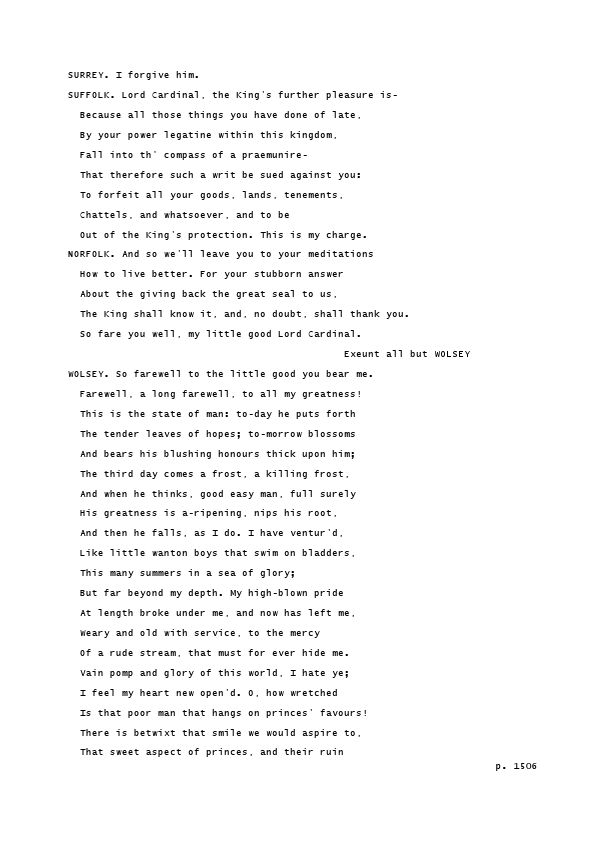 SURREY. I forgive him.
SUFFOLK. Lord Cardinal, the King's further pleasure is-
Because all those things you have done of late,
By your power legatine within this kingdom,
Fall into th' compass of a praemunire-
That therefore such a writ be sued against you:
To forfeit all your goods, lands, tenements,
Chattels, and whatsoever, and to be
Out of the King's protection. This is my charge.
NORFOLK. And so we'll leave you to your meditations
How to live better. For your stubborn answer
About the giving back the great seal to us,
The King shall know it, and, no doubt, shall thank you.
So fare you well, my little good Lord Cardinal.
Exeunt all but WOLSEY
WOLSEY. So farewell to the little good you bear me.
Farewell, a long farewell, to all my greatness!
This is the state of man: to-day he puts forth
The tender leaves of hopes; to-morrow blossoms
And bears his blushing honours thick upon him;
The third day comes a frost, a killing frost,
And when he thinks, good easy man, full surely
His greatness is a-ripening, nips his root,
And then he falls, as I do. I have ventur'd,
Like little wanton boys that swim on bladders,
This many summers in a sea of glory;
But far beyond my depth. My high-blown pride
At length broke under me, and now has left me,
Weary and old with service, to the mercy
Of a rude stream, that must for ever hide me.
Vain pomp and glory of this world, I hate ye;
I feel my heart new open'd. O, how wretched
Is that poor man that hangs on princes' favours!
There is betwixt that smile we would aspire to,
That sweet aspect of princes, and their ruin
p. 1506